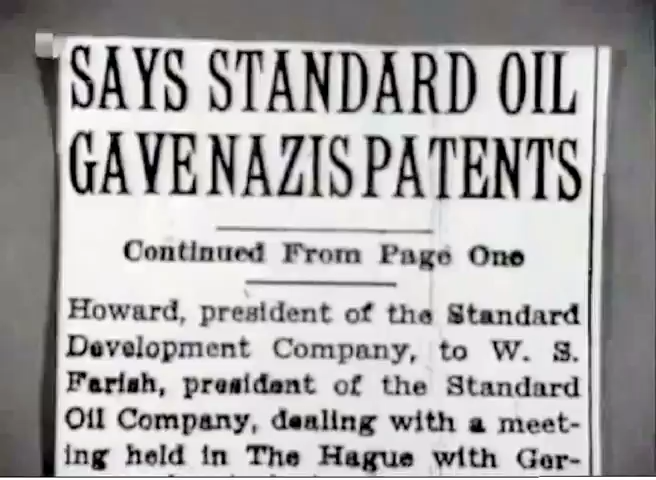 SAYS STANDARD OIL
GAVE NAZIS PATENTS
Continued From Page One
Howard, president of the Standard
Development Company, to W. S.
Farish, president of the Standard
Oil Company, dealing with a meet-
ing held in The Hague with Ger-